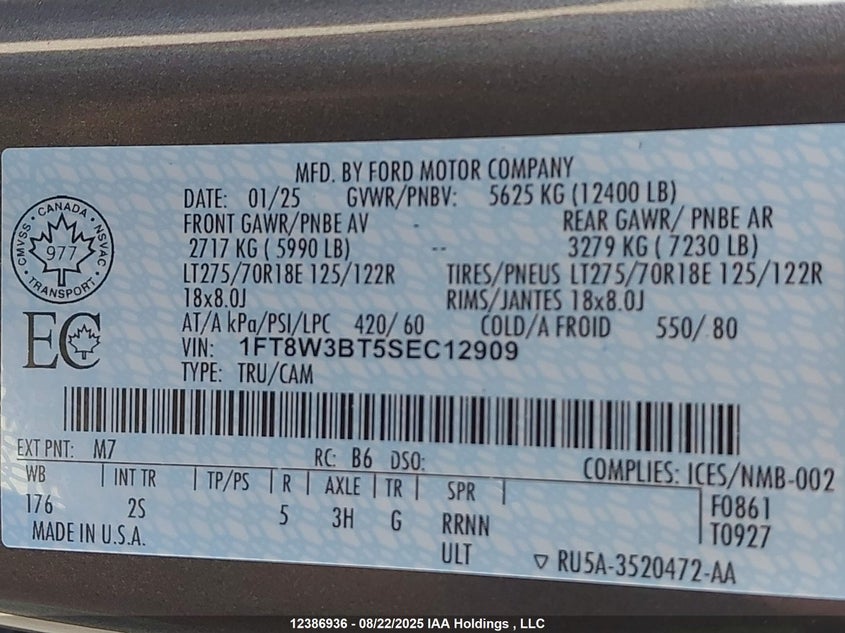 MFD. BY FORD MOTOR COMPANY
DATE: 01/25 GVWR/PNBV: 5625 KG (12400 LB)
FRONT GAWR/PNBE AV REAR GAWR/ PNBE AR
2717 KG ( 5990 LB) -- 3279 KG ( 7230 LB)
LT275/70R18E 125/122R TIRES/PNEUS LT275/70R18E 125/122R
18x8.0J RIMS/JANTES 18x8.0J
AT/A kPa/PSI/LPC 420/ 60 COLD/A FROID 550/ 80
VIN: 1FT8W3BT5SEC12909
TYPE: TRU/CAM
CANADA
CMVSS · NSVAC
977
TRANSPORT
EC
EXT PNT: M7 RC: B6 DSO:
COMPLIES: ICES/NMB-002
WB | INT TR | TP/PS | R | AXLE | TR | SPR | F0861
176 2S 5 3H G RRNN T0927
MADE IN U.S.A. ULT ▽ RU5A-3520472-AA
12386936 - 08/22/2025 IAA Holdings , LLC